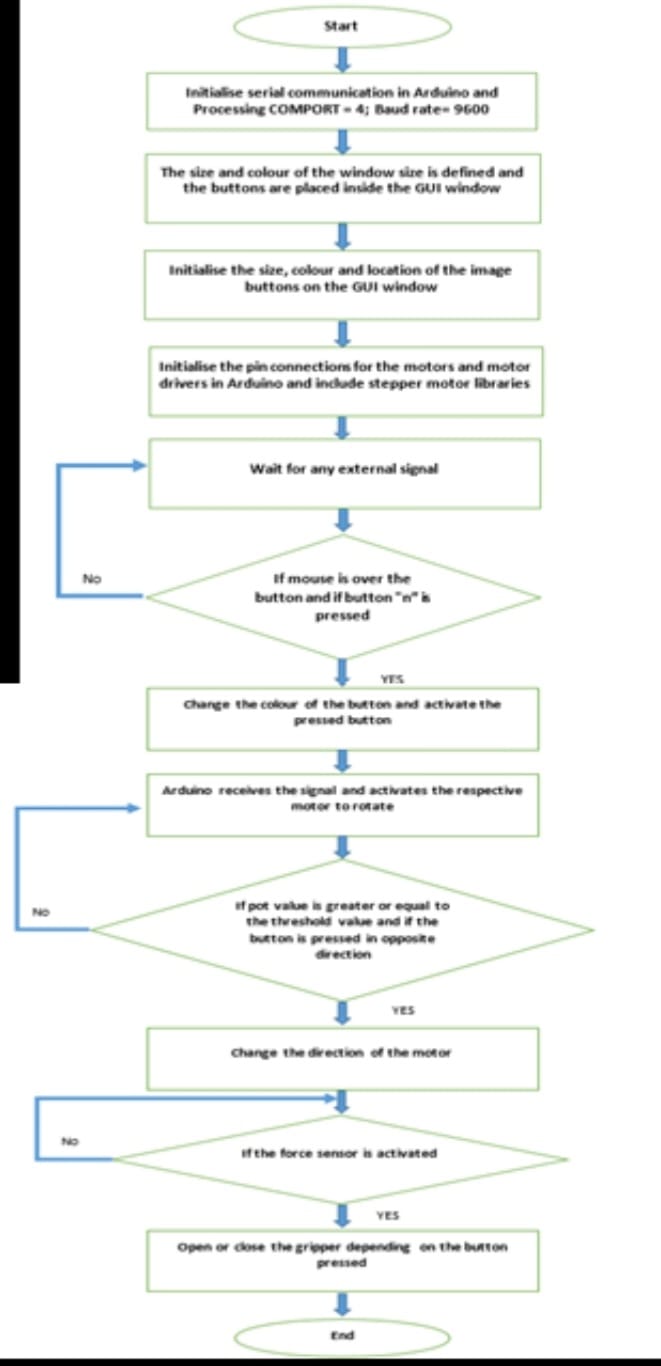 Start
Initialise serial communication in Arduino and
Processing COMPORT = 4; Baud rate= 9600
The size and colour of the window size is defined and
the buttons are placed inside the GUI window
Initialise the size, colour and location of the image
buttons on the GUI window
Initialise the pin connections for the motors and motor
drivers in Arduino and include stepper motor libraries
Wait for any external signal
No
If mouse is over the
button and if button "n" is
pressed
YES
Change the colour of the button and activate the
pressed button
Arduino receives the signal and activates the respective
motor to rotate
No
If pot value is greater or equal to
the threshold value and if the
button is pressed in opposite
direction
YES
Change the direction of the motor
No
If the force sensor is activated
YES
Open or close the gripper depending on the button
pressed
End